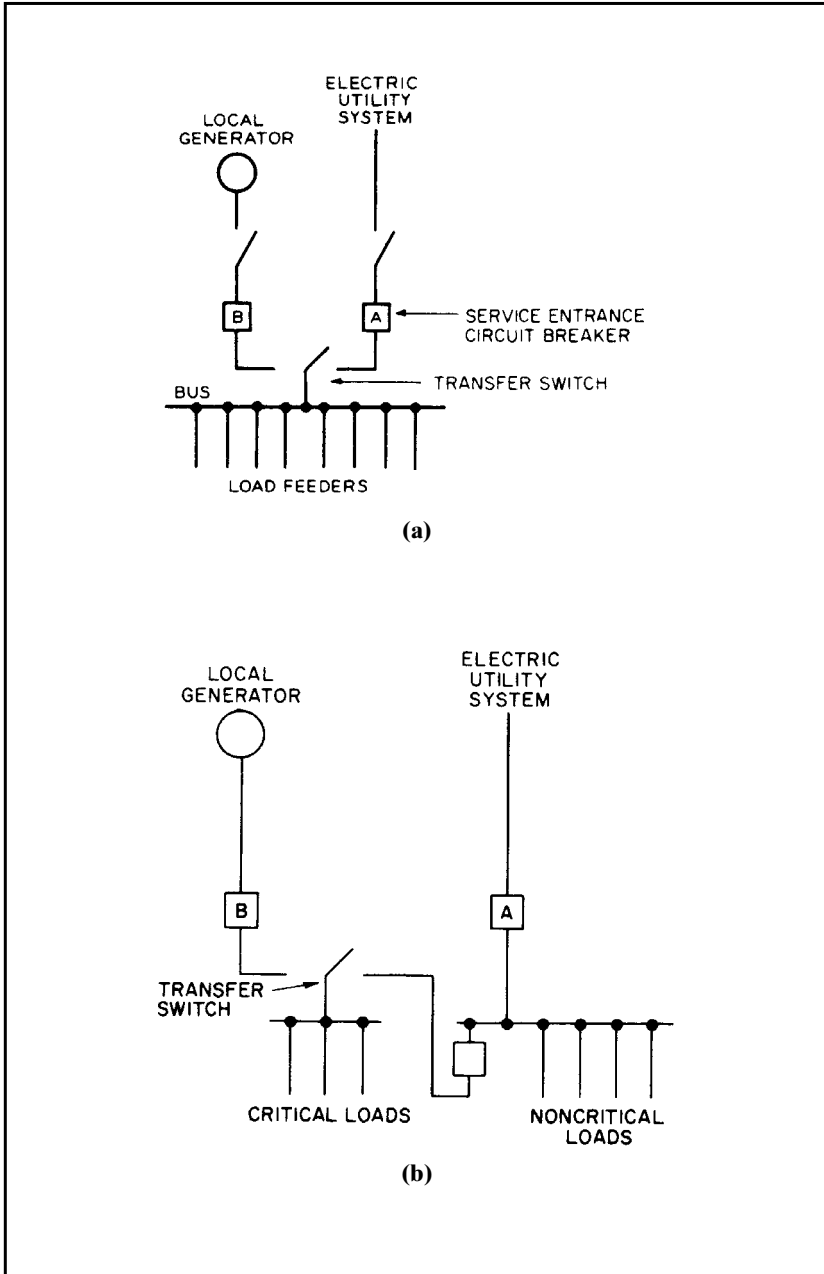 ELECTRIC
UTILITY
SYSTEM
LOCAL
GENERATOR
B
A
SERVICE ENTRANCE
CIRCUIT BREAKER
TRANSFER SWITCH
BUS
LOAD FEEDERS
(a)
ELECTRIC
UTILITY
SYSTEM
LOCAL
GENERATOR
B
A
TRANSFER
SWITCH
CRITICAL LOADS
NONCRITICAL
LOADS
(b)